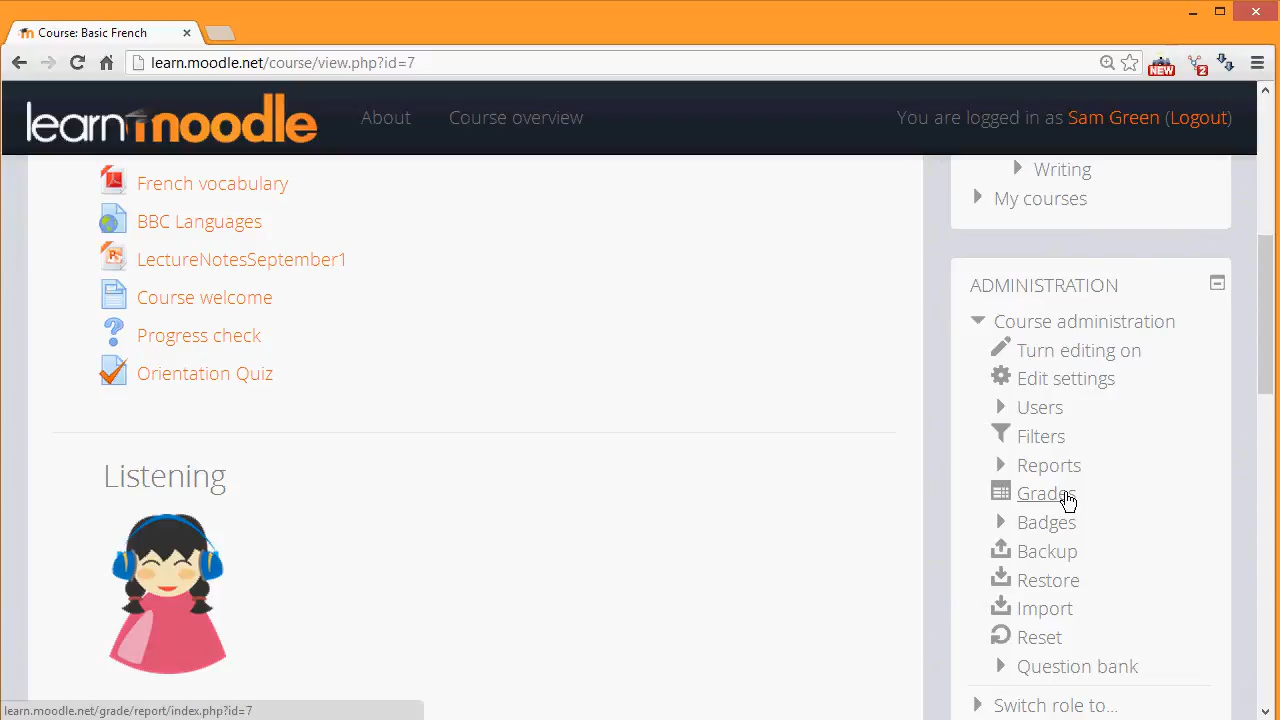 Course: Basic French
learn.moodle.net/course/view.php?id=7
NEW
2
learn moodle
About
Course overview
You are logged in as Sam Green (Logout)
French vocabulary
BBC Languages
LectureNotesSeptember1
Course welcome
Progress check
Orientation Quiz
Listening
Writing
My courses
ADMINISTRATION
Course administration
Turn editing on
Edit settings
Users
Filters
Reports
Grades
Badges
Backup
Restore
Import
Reset
Question bank
Switch role to...
learn.moodle.net/grade/report/index.php?id=7